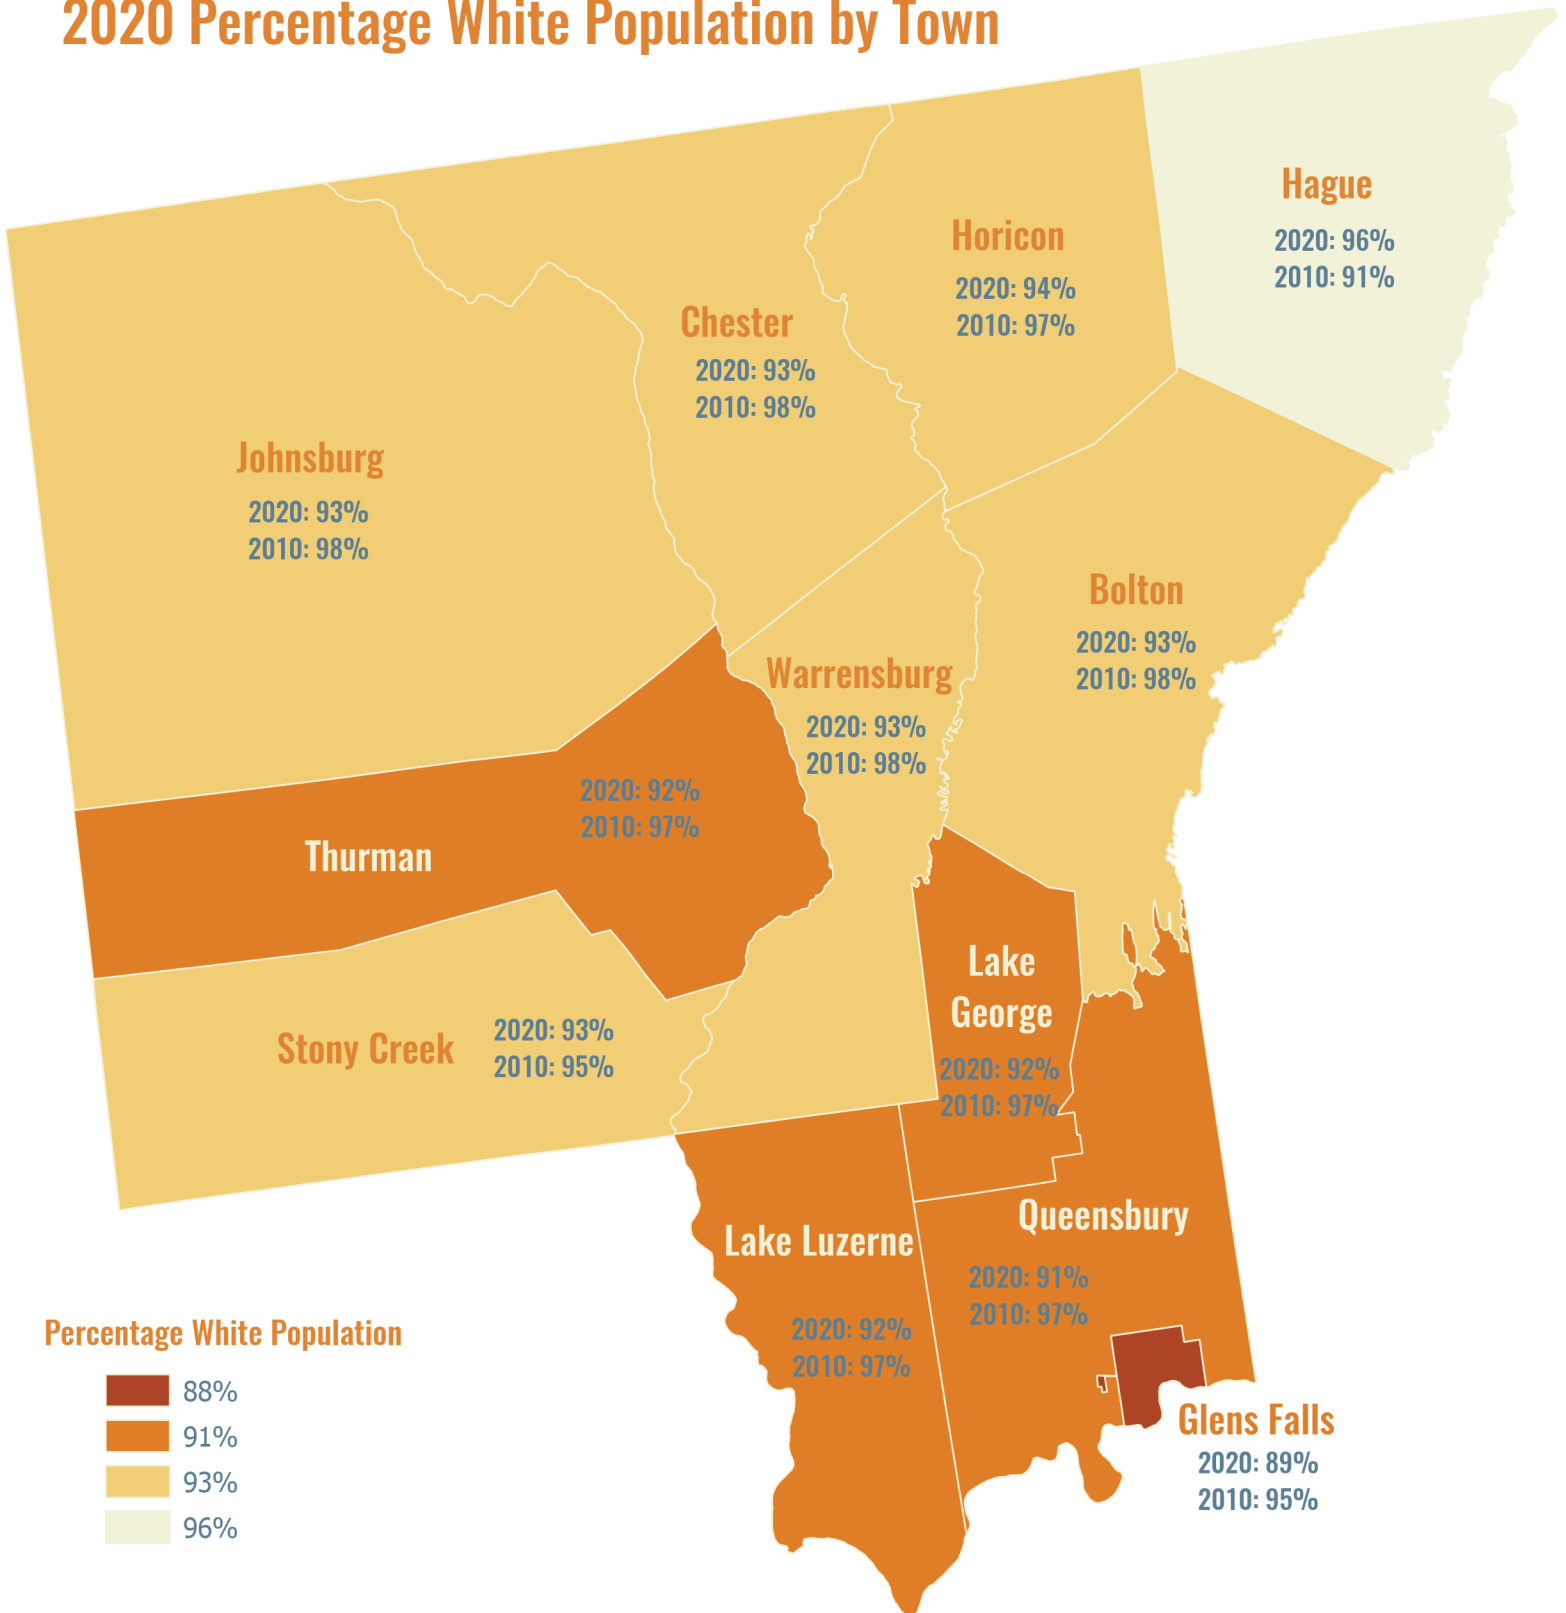 2020 Percentage White Population by Town
Hague
2020: 96%
2010: 91%
Horicon
2020: 94%
2010: 97%
Chester
2020: 93%
2010: 98%
Johnsburg
2020: 93%
2010: 98%
Bolton
2020: 93%
2010: 98%
Warrensburg
2020: 93%
2010: 98%
Thurman
2020: 92%
2010: 97%
Lake
George
2020: 92%
2010: 97%
Stony Creek
2020: 93%
2010: 95%
Queensbury
2020: 91%
2010: 97%
Lake Luzerne
2020: 92%
2010: 97%
Glens Falls
2020: 89%
2010: 95%
Percentage White Population
88%
91%
93%
96%